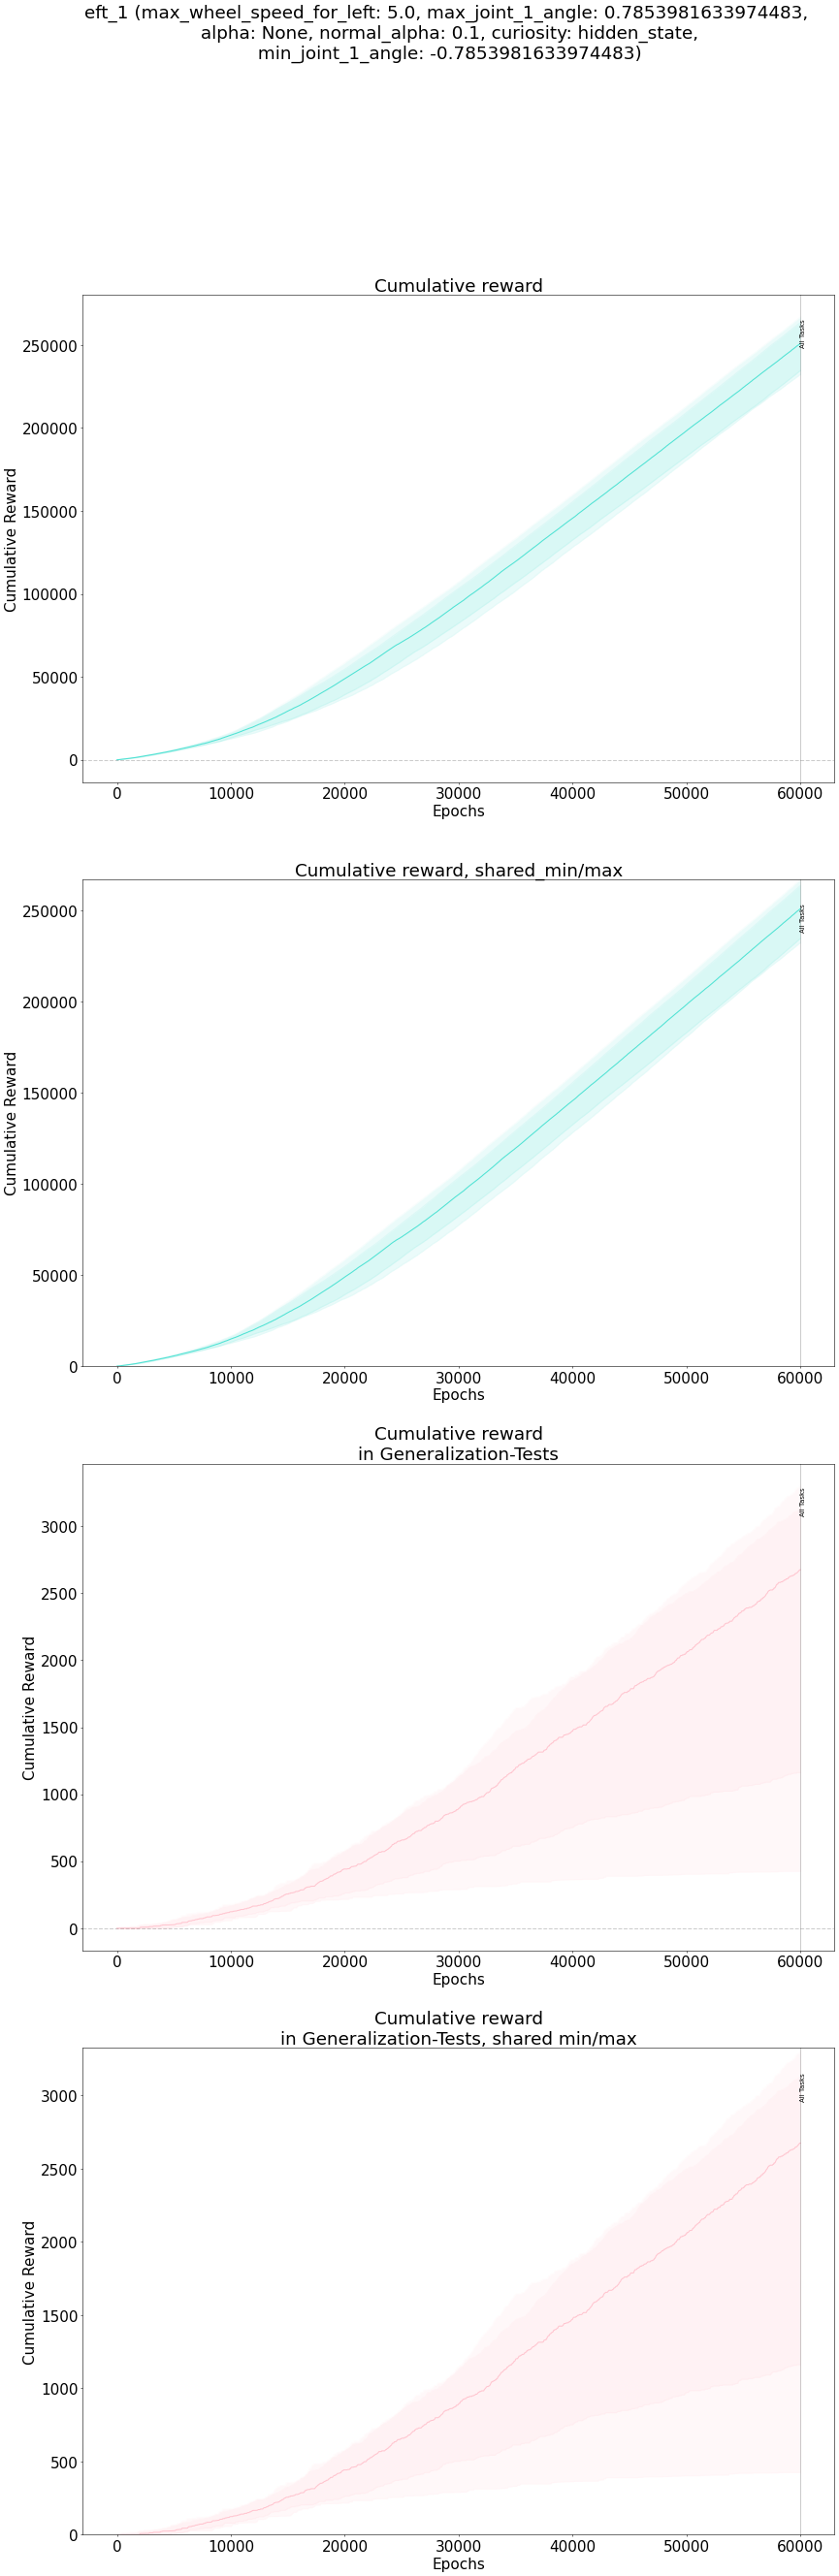 eft_1 (max_wheel_speed_for_left: 5.0, max_joint_1_angle: 0.7853981633974483,
alpha: None, normal_alpha: 0.1, curiosity: hidden_state,
min_joint_1_angle: -0.7853981633974483)
Cumulative reward
250000
200000
150000
100000
50000
0
Cumulative Reward
All Tasks
0 10000 20000 30000 40000 50000 60000
Epochs
Cumulative reward, shared_min/max
250000
200000
150000
100000
50000
0
Cumulative Reward
All Tasks
0 10000 20000 30000 40000 50000 60000
Epochs
Cumulative reward
in Generalization-Tests
3000
2500
2000
1500
1000
500
0
Cumulative Reward
All Tasks
0 10000 20000 30000 40000 50000 60000
Epochs
Cumulative reward
in Generalization-Tests, shared min/max
3000
2500
2000
1500
1000
500
0
Cumulative Reward
All Tasks
0 10000 20000 30000 40000 50000 60000
Epochs